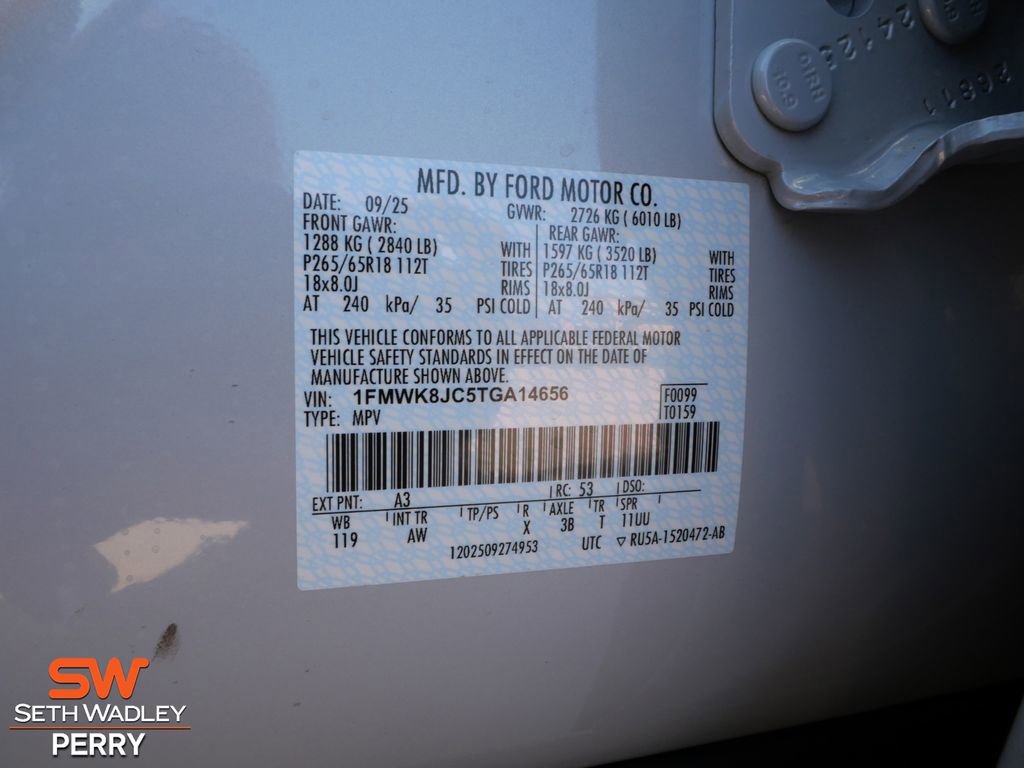 24123
26811
HRID
10.9
MFD. BY FORD MOTOR CO.
DATE: 09/25 GVWR: 2726 KG ( 6010 LB)
FRONT GAWR: REAR GAWR:
1288 KG ( 2840 LB) WITH 1597 KG ( 3520 LB) WITH
P265/65R18 112T TIRES P265/65R18 112T TIRES
18x8.0J RIMS 18x8.0J RIMS
AT 240 kPa/ 35 PSI COLD AT 240 kPa/ 35 PSI COLD
THIS VEHICLE CONFORMS TO ALL APPLICABLE FEDERAL MOTOR
VEHICLE SAFETY STANDARDS IN EFFECT ON THE DATE OF
MANUFACTURE SHOWN ABOVE.
VIN: 1FMWK8JC5TGA14656 F0099
TYPE: MPV T0159
EXT PNT: A3 RC: 53 DSO:
WB INT TR TP/PS R AXLE TR SPR
119 AW X 3B T 11UU
1202509274953 UTC ▽ RU5A-1520472-AB
SW
SETH WADLEY
PERRY